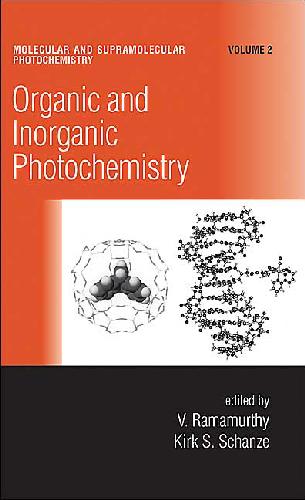 MOLECULAR AND SUPRAMOLECULAR
PHOTOCHEMISTRY
VOLUME 2
Organic and
Inorganic
Photochemistry
edited by
V. Ramamurthy
Kirk S. Schanze